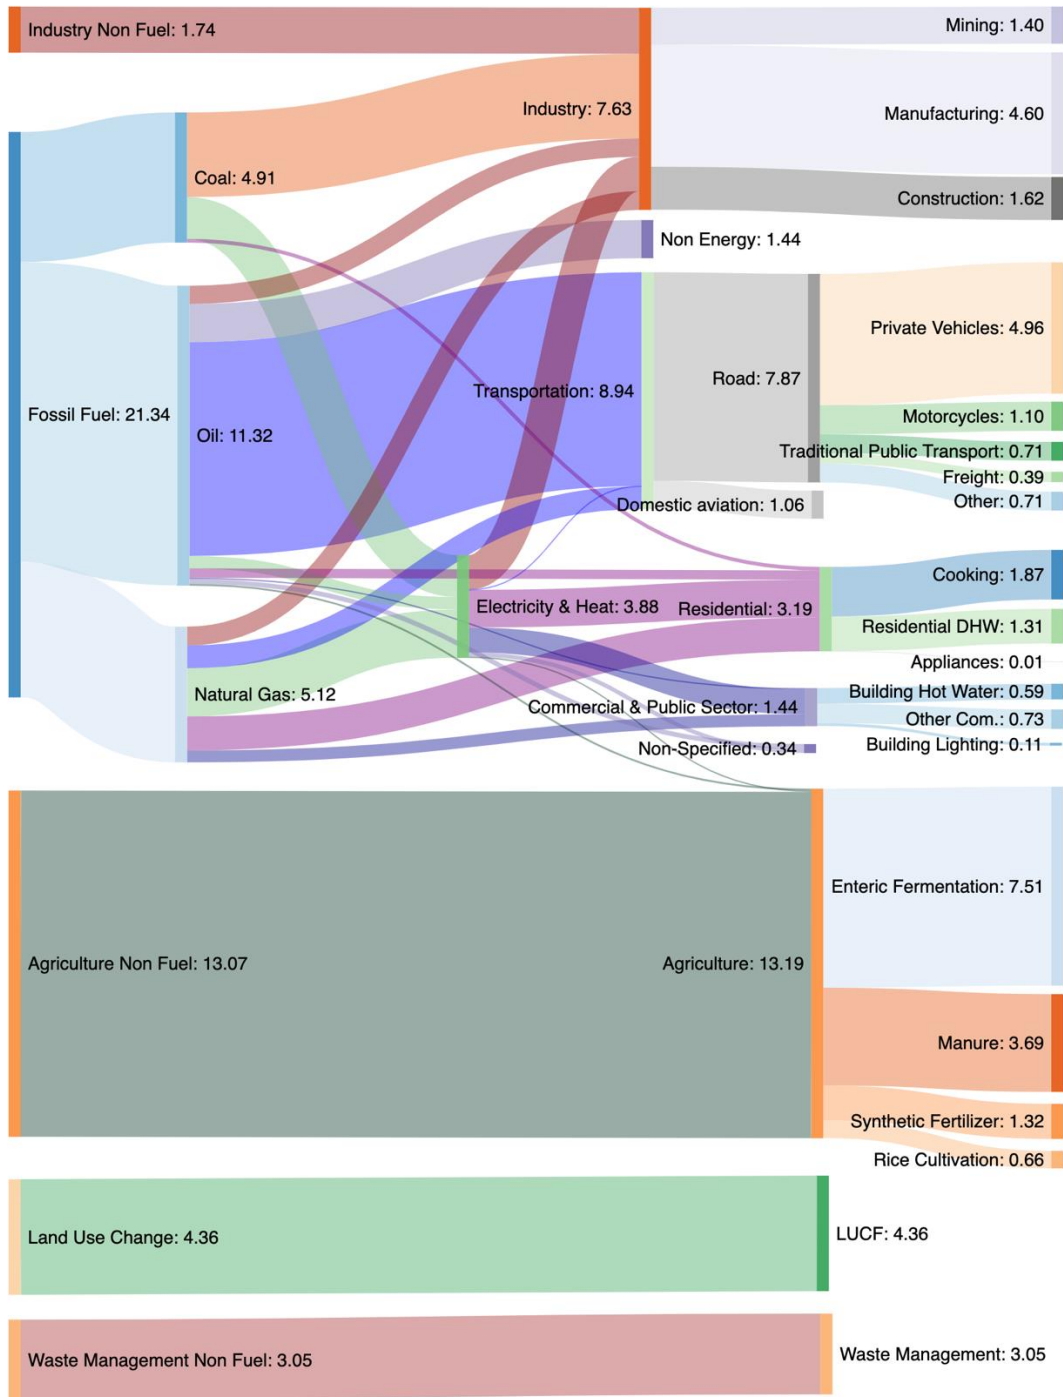 Industry Non Fuel: 1.74
Mining: 1.40
Industry: 7.63
Manufacturing: 4.60
Coal: 4.91
Construction: 1.62
Non Energy: 1.44
Private Vehicles: 4.96
Transportation: 8.94
Road: 7.87
Fossil Fuel: 21.34
Oil: 11.32
Motorcycles: 1.10
Traditional Public Transport: 0.71
Freight: 0.39
Domestic aviation: 1.06
Other: 0.71
Cooking: 1.87
Electricity & Heat: 3.88
Residential: 3.19
Residential DHW: 1.31
Appliances: 0.01
Natural Gas: 5.12
Building Hot Water: 0.59
Commercial & Public Sector: 1.44
Other Com.: 0.73
Non-Specified: 0.34
Building Lighting: 0.11
Enteric Fermentation: 7.51
Agriculture Non Fuel: 13.07
Agriculture: 13.19
Manure: 3.69
Synthetic Fertilizer: 1.32
Rice Cultivation: 0.66
Land Use Change: 4.36
LUCF: 4.36
Waste Management Non Fuel: 3.05
Waste Management: 3.05